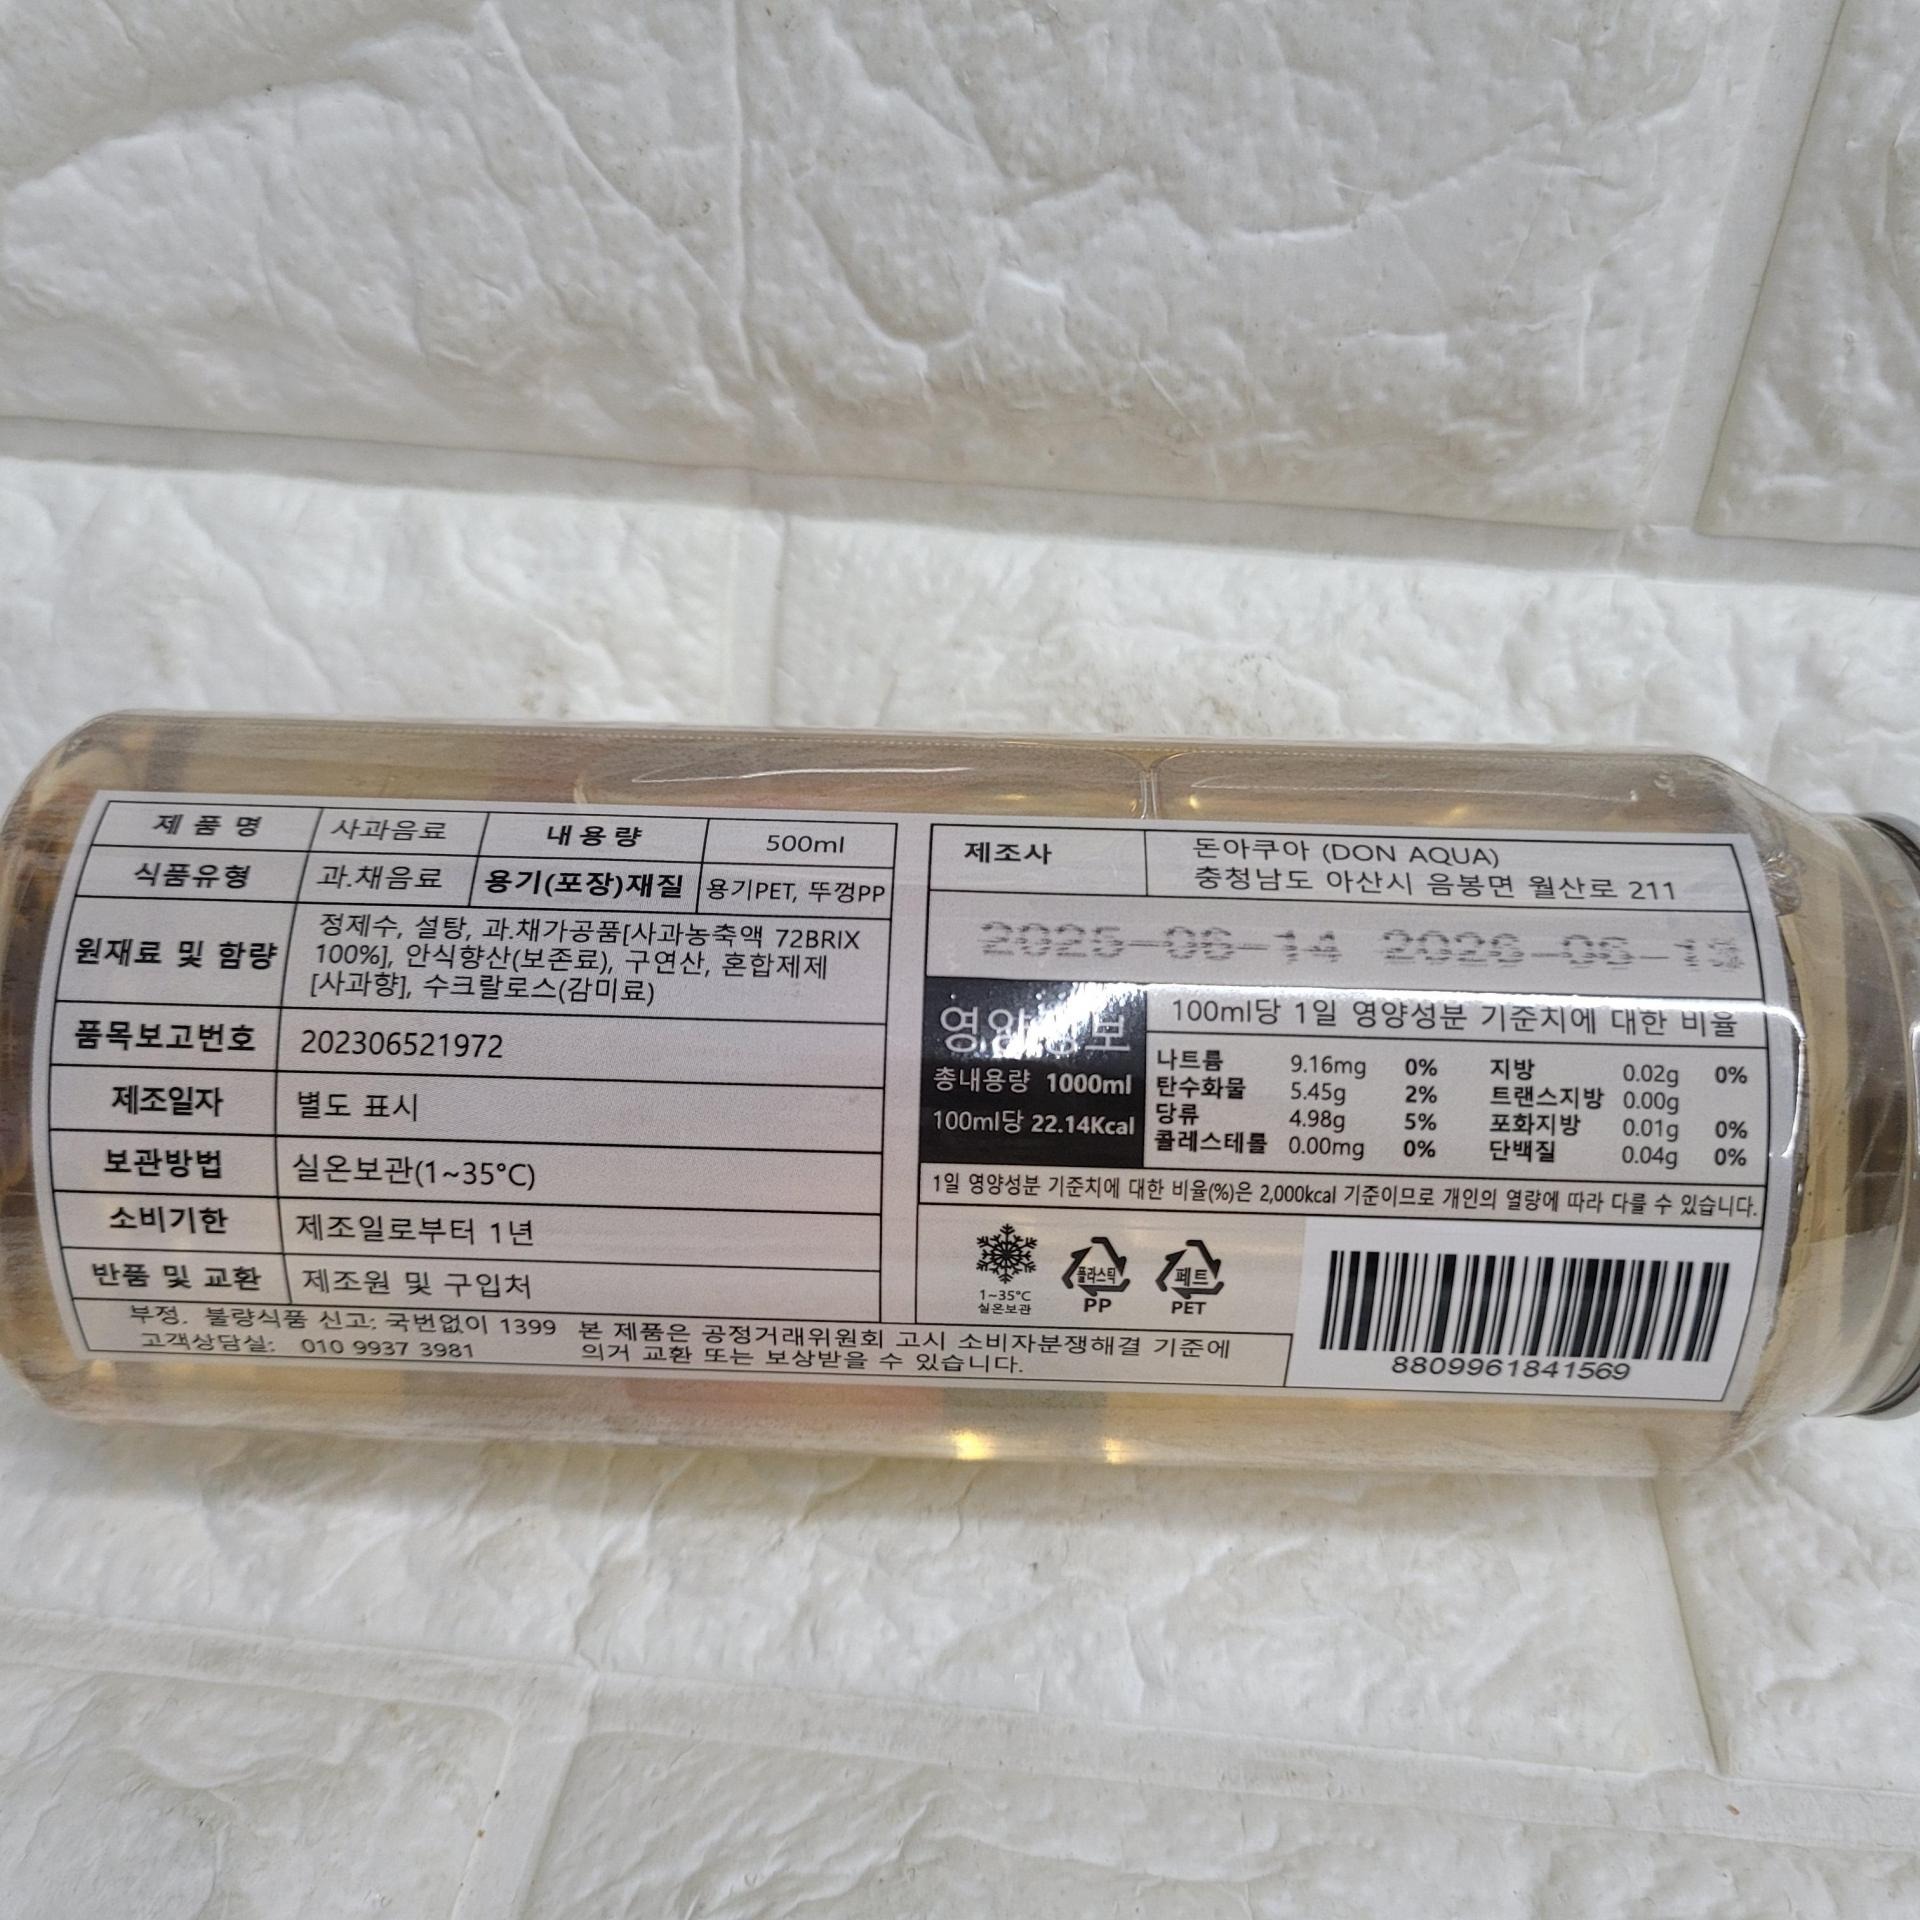 제 품 명 사과음료 내 용 량 500ml
식품유형 과.채음료 용기(포장)재질 용기PET, 뚜껑PP
원재료 및 함량 정제수, 설탕, 과.채가공품[사과농축액 72BRIX
100%], 안식향산(보존료), 구연산, 혼합제제
[사과향], 수크랄로스(감미료)
품목보고번호 202306521972
제조일자 별도 표시
보관방법 실온보관(1~35°C)
소비기한 제조일로부터 1년
반품 및 교환 제조원 및 구입처
부정. 불량식품 신고: 국번없이 1399
고객상담실: 010 9937 3981
본 제품은 공정거래위원회 고시 소비자분쟁해결 기준에
의거 교환 또는 보상받을 수 있습니다.
제조사 돈아쿠아 (DON AQUA)
충청남도 아산시 음봉면 월산로 211
2025-06-14
영양정보
총내용량 1000ml
100ml당 22.14Kcal
100ml당 1일 영양성분 기준치에 대한 비율
나트륨 9.16mg 0% 지방 0.02g 0%
탄수화물 5.45g 2% 트랜스지방 0.00g
당류 4.98g 5% 포화지방 0.01g 0%
콜레스테롤 0.00mg 0% 단백질 0.04g 0%
1일 영양성분 기준치에 대한 비율(%)은 2,000kcal 기준이므로 개인의 열량에 따라 다를 수 있습니다.
1~35°C
실온보관
플라스틱
PP
페트
PET
8809961841569